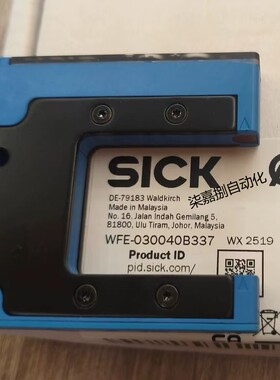 SICK
柒嘉捌自动化
DE-79183 Waldkirch
Made in Malaysia
No. 16. Jalan Indah Gemilang 5,
81800, Ulu Tiram, Johor, Malaysia
WFE-030040B337 WX 2519
Product ID
pid.sick.com/